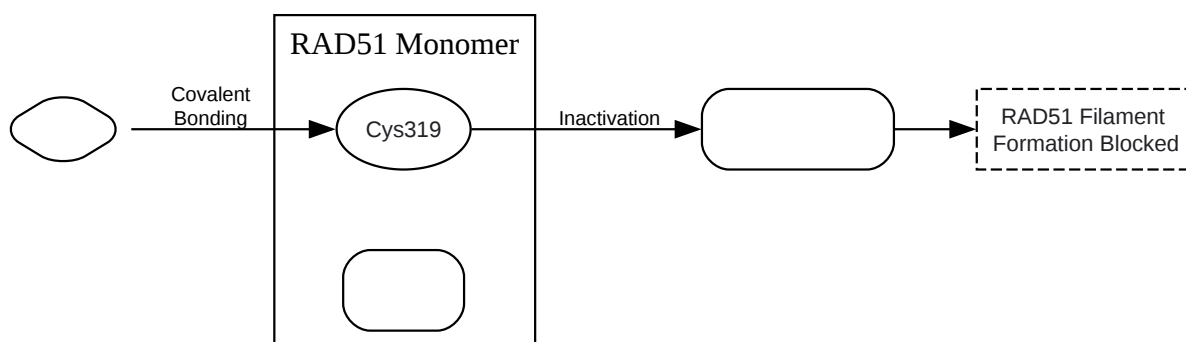 RAD51 Monomer
Covalent
Bonding
Cys319
Inactivation
RAD51 Filament
Formation Blocked